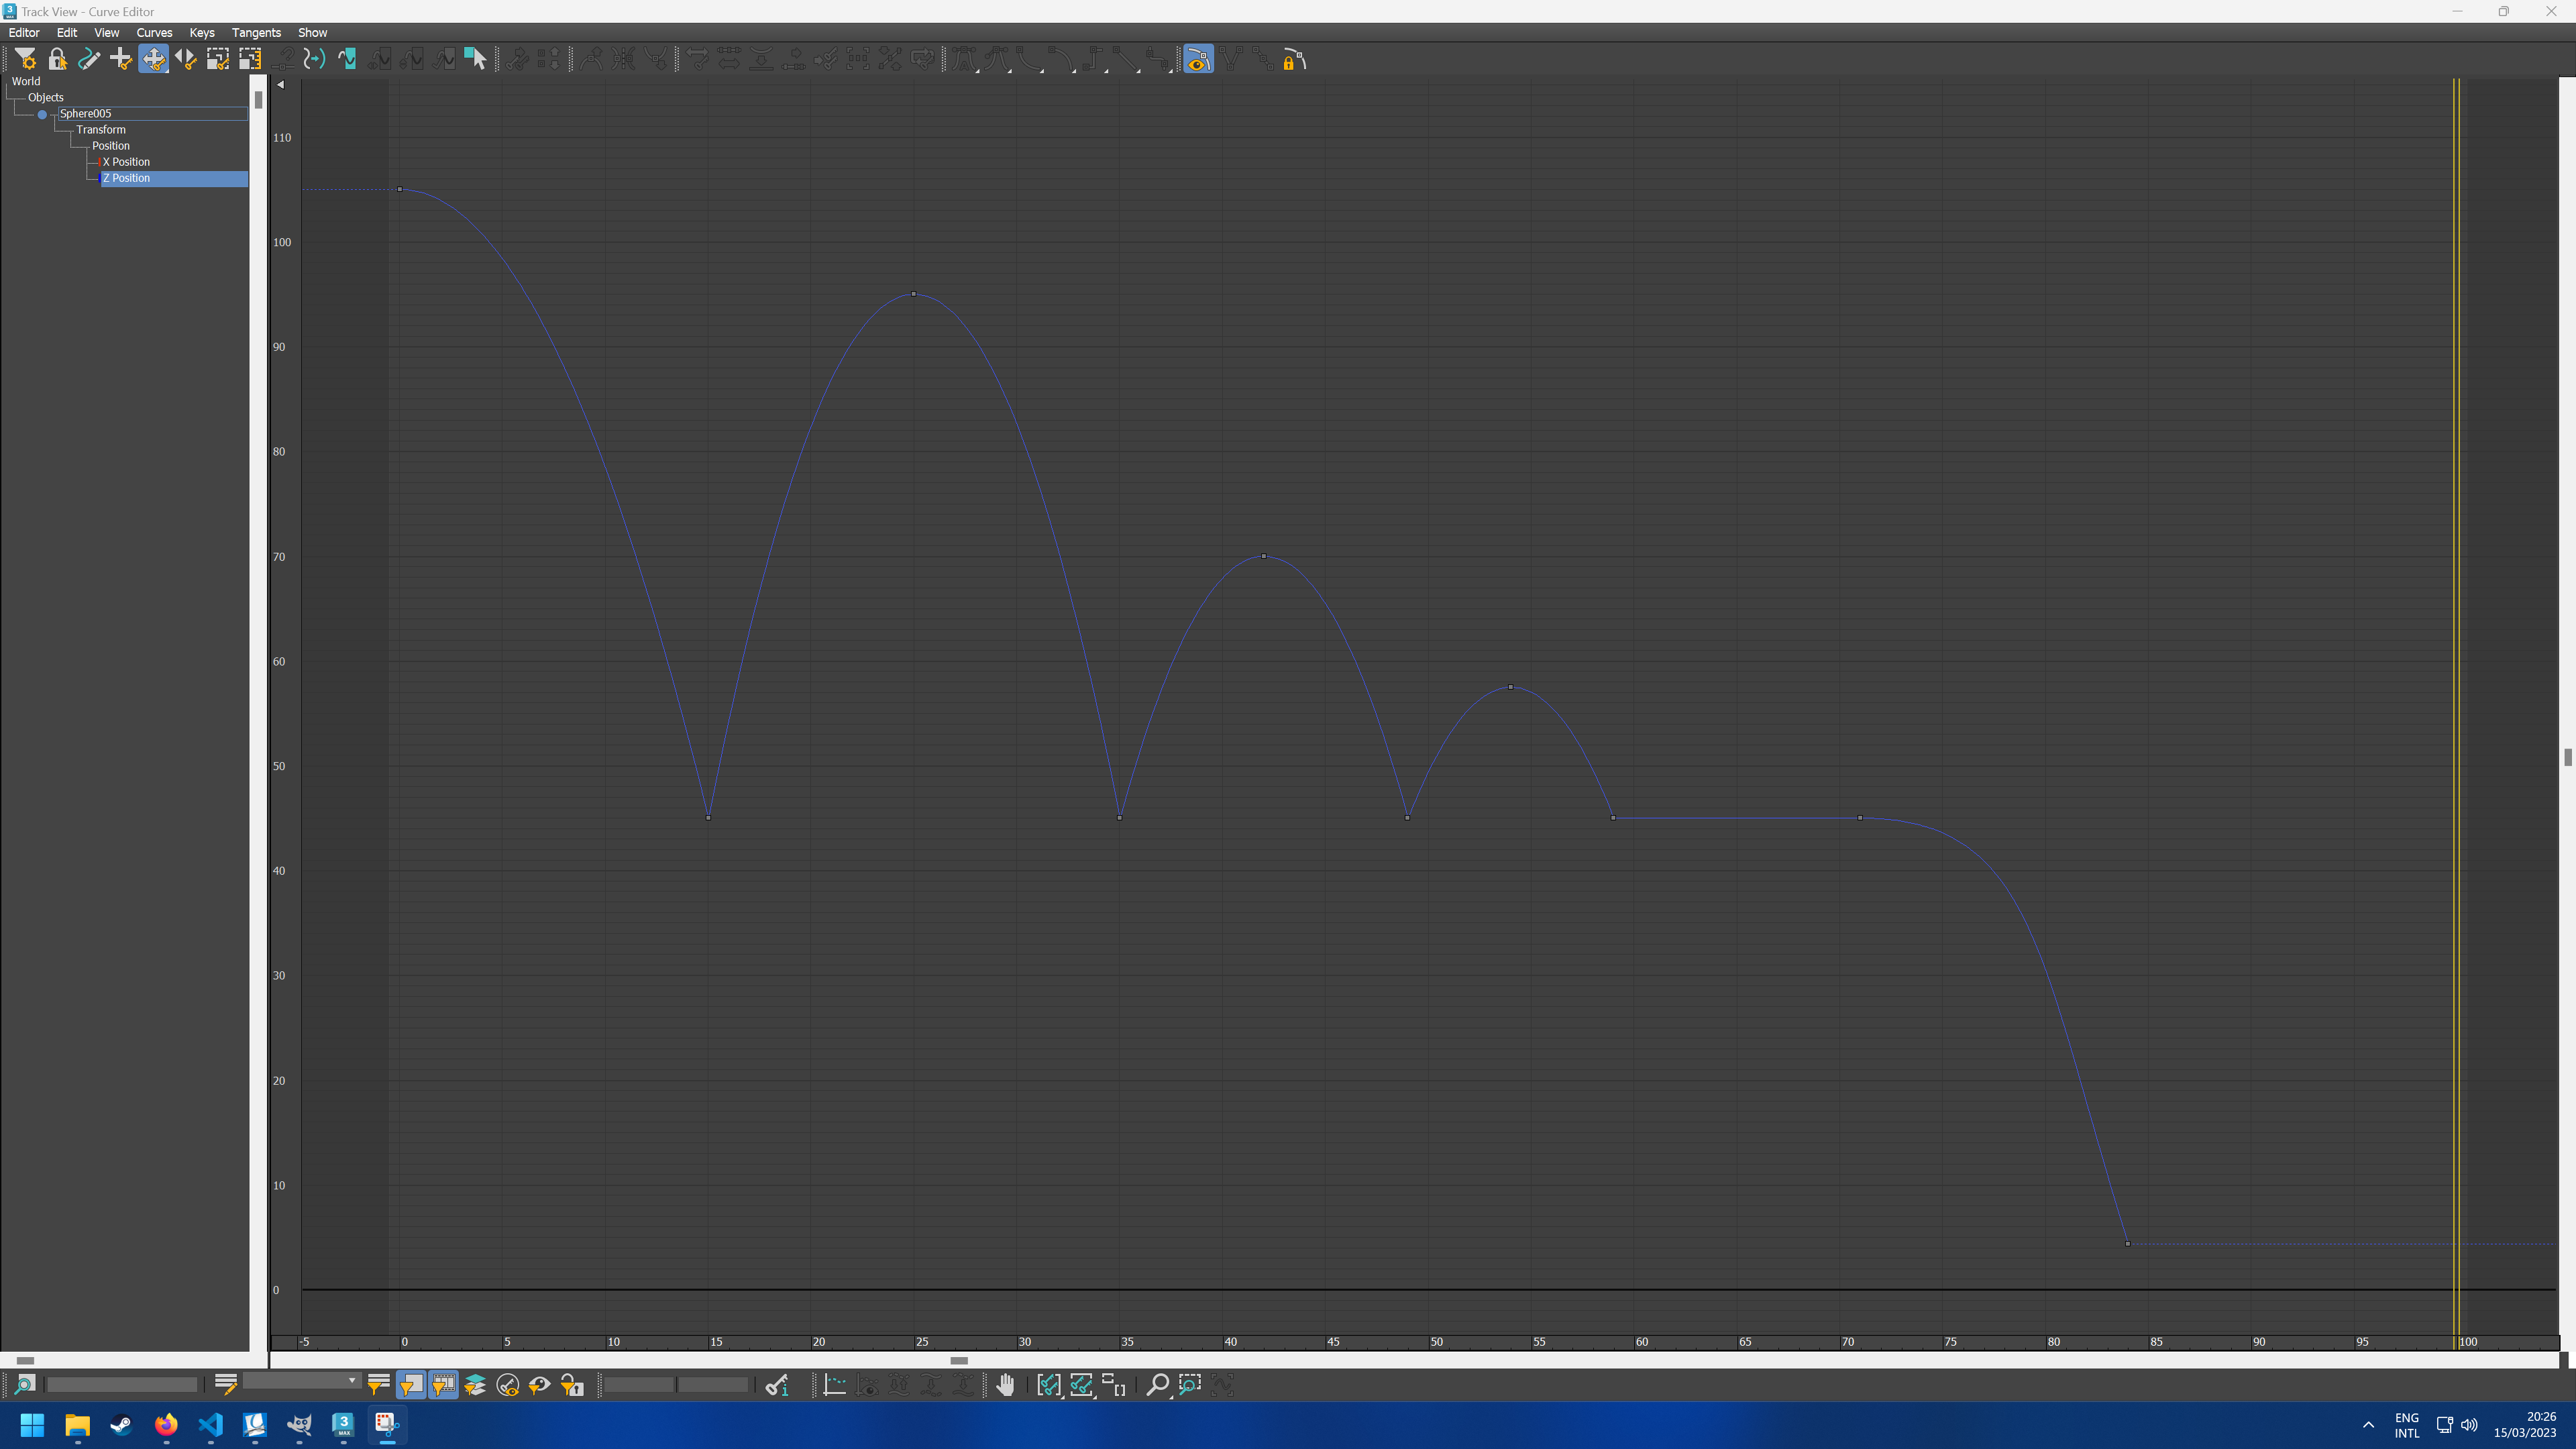 Track View - Curve Editor
Editor Edit View Curves Keys Tangents Show
World
Objects
Sphere005
Transform
Position
X Position
Z Position
110
100
90
80
70
60
50
40
30
20
10
0
-5 0 5 10 15 20 25 30 35 40 45 50 55 60 65 70 75 80 85 90 95 100
3
MAX
ENG
INTL
20:26
15/03/2023